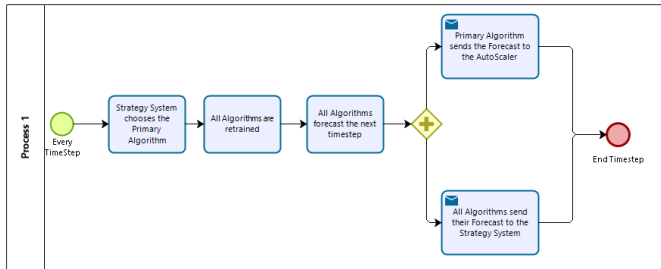 Process 1
Every
TimeStep
Strategy System
chooses the
Primary
Algorithm
All Algorithms are
retrained
All Algorithms
forecast the next
timestep
Primary Algorithm
sends the Forecast to
the AutoScaler
All Algorithms send
their Forecast to the
Strategy System
End Timestep